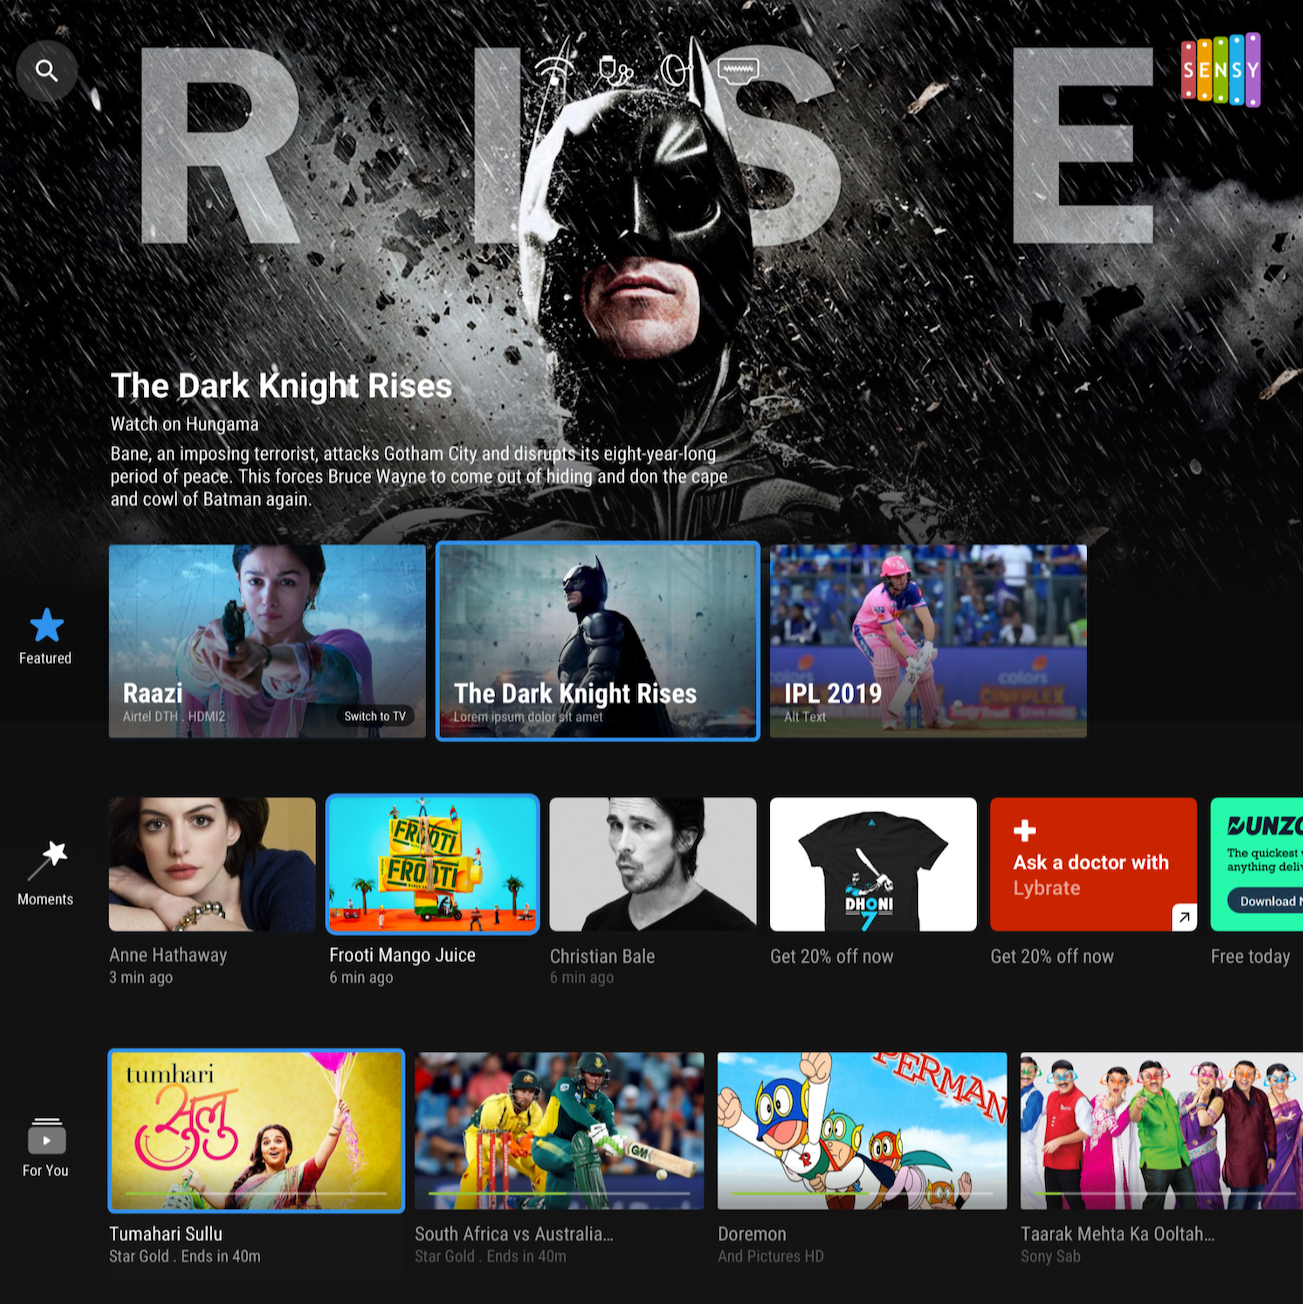 RISE
SENSY
The Dark Knight Rises
Watch on Hungama
Bane, an imposing terrorist, attacks Gotham City and disrupts its eight-year-long
period of peace. This forces Bruce Wayne to come out of hiding and don the cape
and cowl of Batman again.
Featured
Raazi
Airtel DTH . HDMI2
Switch to TV
The Dark Knight Rises
Lorem ipsum dolor sit amet
colors
colors
CINEPLEX
IPL 2019
Alt Text
Moments
FROOTI
FROOTI
DHONI
7
Ask a doctor with
Lybrate
DUNZO
The quickest
anything deli
Download
Anne Hathaway
3 min ago
Frooti Mango Juice
6 min ago
Christian Bale
6 min ago
Get 20% off now
Get 20% off now
Free today
For You
tumhari
सुलु
GM
PERMAN
Tumahari Sullu
Star Gold . Ends in 40m
South Africa vs Australia...
Star Gold . Ends in 40m
Doremon
And Pictures HD
Taarak Mehta Ka Ooltah...
Sony Sab